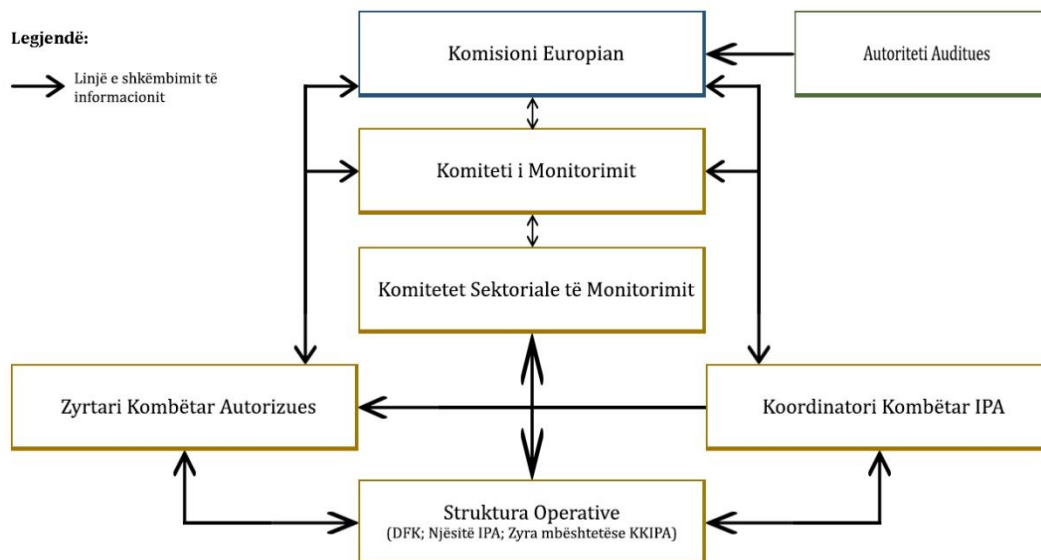 Legjendë:
Linjë e shkëmbimit të
informacionit
Komisioni Europian
Autoriteti Auditues
Komiteti i Monitorimit
Komitetet Sektoriale të Monitorimit
Zyrtari Kombëtar Autorizues
Koordinatori Kombëtar IPA
Struktura Operative
(DFK; Njësitë IPA; Zyra mbështetëse KKIPA)